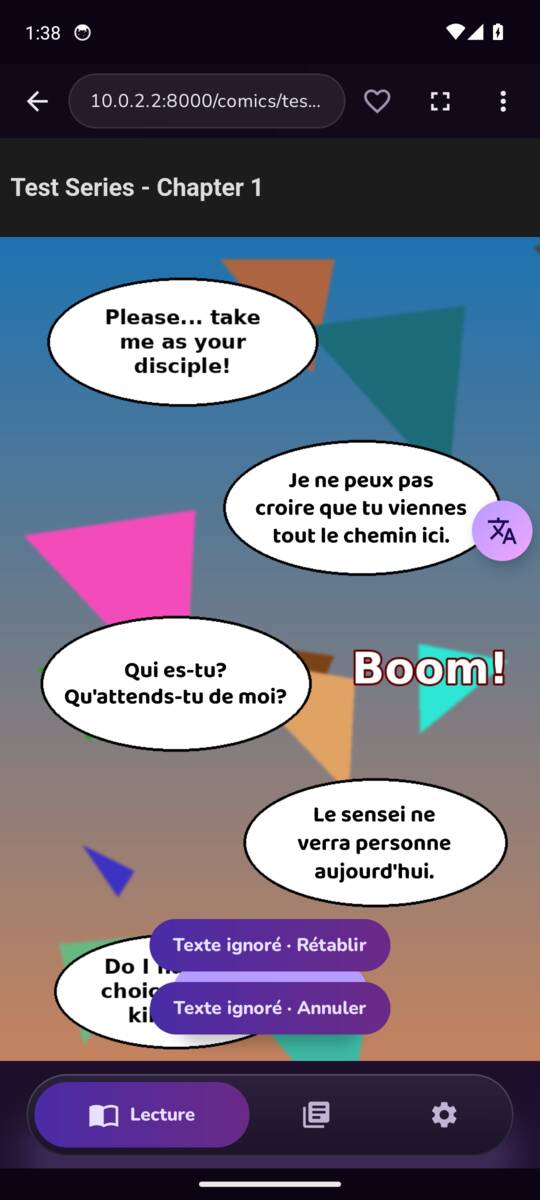 1:38
10.0.2.2:8000/comics/tes...
Test Series - Chapter 1
Please... take
me as your
disciple!
Je ne peux pas
croire que tu viennes
tout le chemin ici.
Qui es-tu?
Qu'attends-tu de moi?
Boom!
Le sensei ne
verra personne
aujourd'hui.
Do I
Texte ignoré · Rétablir
Texte ignoré · Annuler
Lecture